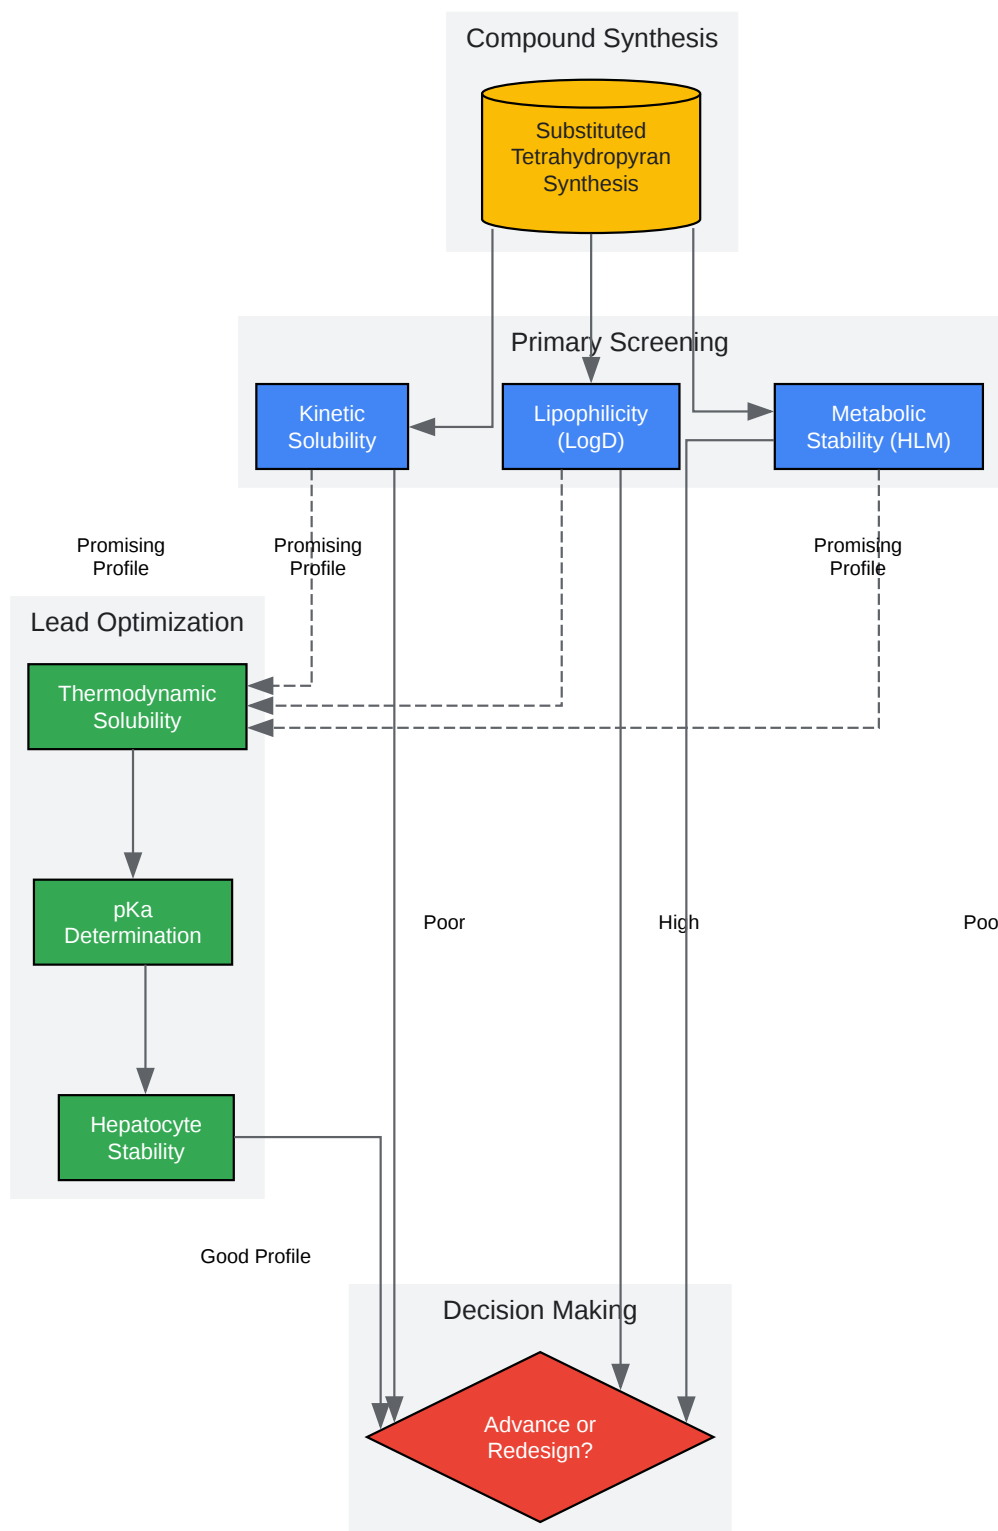 Compound Synthesis
Substituted
Tetrahydropyran
Synthesis
Primary Screening
Kinetic
Solubility
Lipophilicity
(LogD)
Metabolic
Stability (HLM)
Promising
Profile
Promising
Profile
Promising
Profile
Lead Optimization
Thermodynamic
Solubility
pKa
Determination
Poor
High
Poo
Hepatocyte
Stability
Good Profile
Decision Making
Advance or
Redesign?